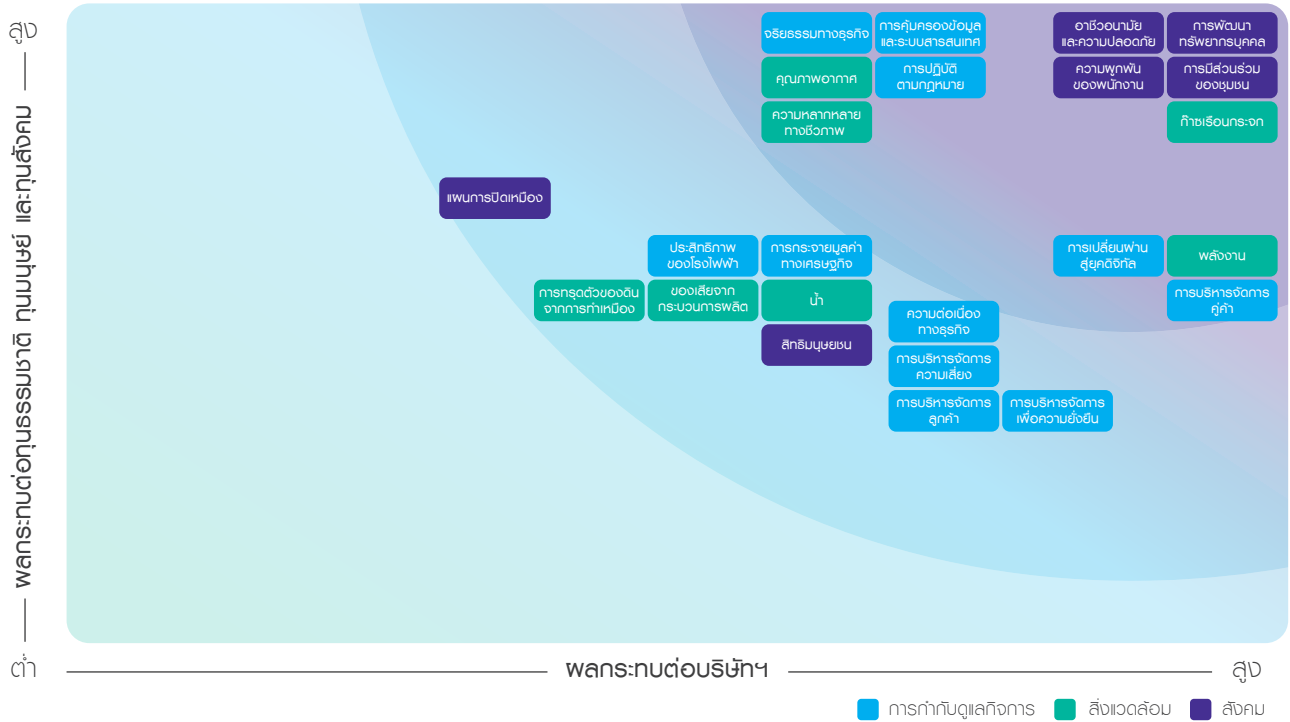 สูง
ผลกระทบต่อทุนธรรมชาติ ทุนมนุษย์ และทุนสังคม
ต่ำ
จริยธรรมทางธุรกิจ
การคุ้มครองข้อมูล
และระบบสารสนเทศ
คุณภาพอากาศ
การปฏิบัติ
ตามกฎหมาย
ความหลากหลาย
ทางชีวภาพ
อาชีวอนามัย
และความปลอดภัย
การพัฒนา
ทรัพยากรบุคคล
ความผูกพัน
ของพนักงาน
การมีส่วนร่วม
ของชุมชน
ก๊าซเรือนกระจก
แผนการปิดเหมือง
ประสิทธิภาพ
ของโรงไฟฟ้า
การกระจายมูลค่า
ทางเศรษฐกิจ
การทรุดตัวของดิน
จากการทำเหมือง
ของเสียจาก
กระบวนการผลิต
น้ำ
สิทธิมนุษยชน
การเปลี่ยนผ่าน
สู่ยุคดิจิทัล
พลังงาน
การบริหารจัดการ
คู่ค้า
ความต่อเนื่อง
ทางธุรกิจ
การบริหารจัดการ
ความเสี่ยง
การบริหารจัดการ
ลูกค้า
การบริหารจัดการ
เพื่อความยั่งยืน
ผลกระทบต่อบริษัทฯ
สูง
การกำกับดูแลกิจการ
สิ่งแวดล้อม
สังคม